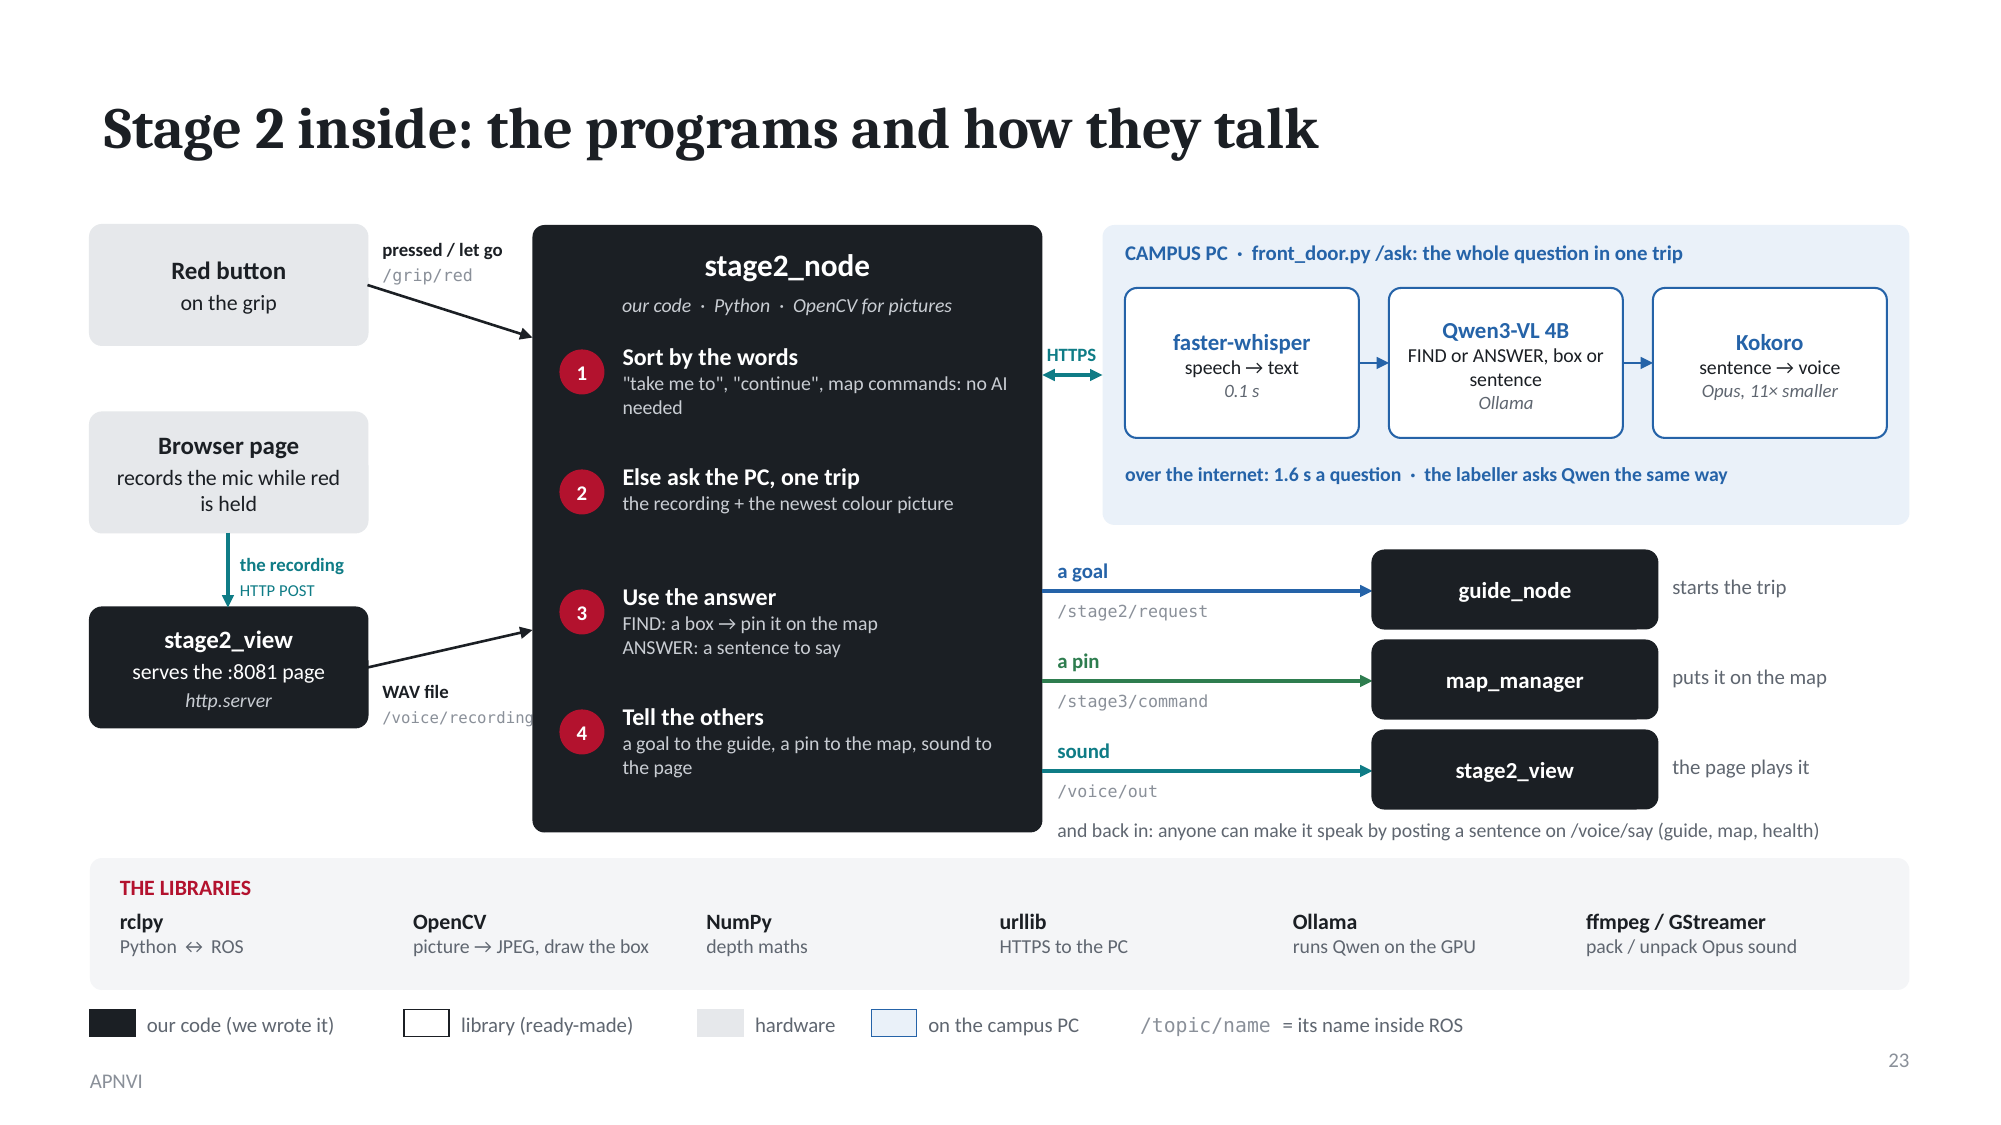 Stage 2 inside: the programs and how they talk
Red button
on the grip
pressed / let go
/grip/red
Browser page
records the mic while red
is held
the recording
HTTP POST
stage2_view
serves the :8081 page
http.server
WAV file
/voice/recording
stage2_node
our code · Python · OpenCV for pictures
1
Sort by the words
"take me to", "continue", map commands: no AI
needed
2
Else ask the PC, one trip
the recording + the newest colour picture
3
Use the answer
FIND: a box → pin it on the map
ANSWER: a sentence to say
4
Tell the others
a goal to the guide, a pin to the map, sound to
the page
HTTPS
CAMPUS PC · front_door.py /ask: the whole question in one trip
faster-whisper
speech → text
0.1 s
Qwen3-VL 4B
FIND or ANSWER, box or
sentence
Ollama
Kokoro
sentence → voice
Opus, 11× smaller
over the internet: 1.6 s a question · the labeller asks Qwen the same way
a goal
/stage2/request
guide_node
starts the trip
a pin
/stage3/command
map_manager
puts it on the map
sound
/voice/out
stage2_view
the page plays it
and back in: anyone can make it speak by posting a sentence on /voice/say (guide, map, health)
THE LIBRARIES
rclpy
Python ↔ ROS
OpenCV
picture → JPEG, draw the box
NumPy
depth maths
urllib
HTTPS to the PC
Ollama
runs Qwen on the GPU
ffmpeg / GStreamer
pack / unpack Opus sound
our code (we wrote it)
library (ready-made)
hardware
on the campus PC
/topic/name = its name inside ROS
23
APNVI